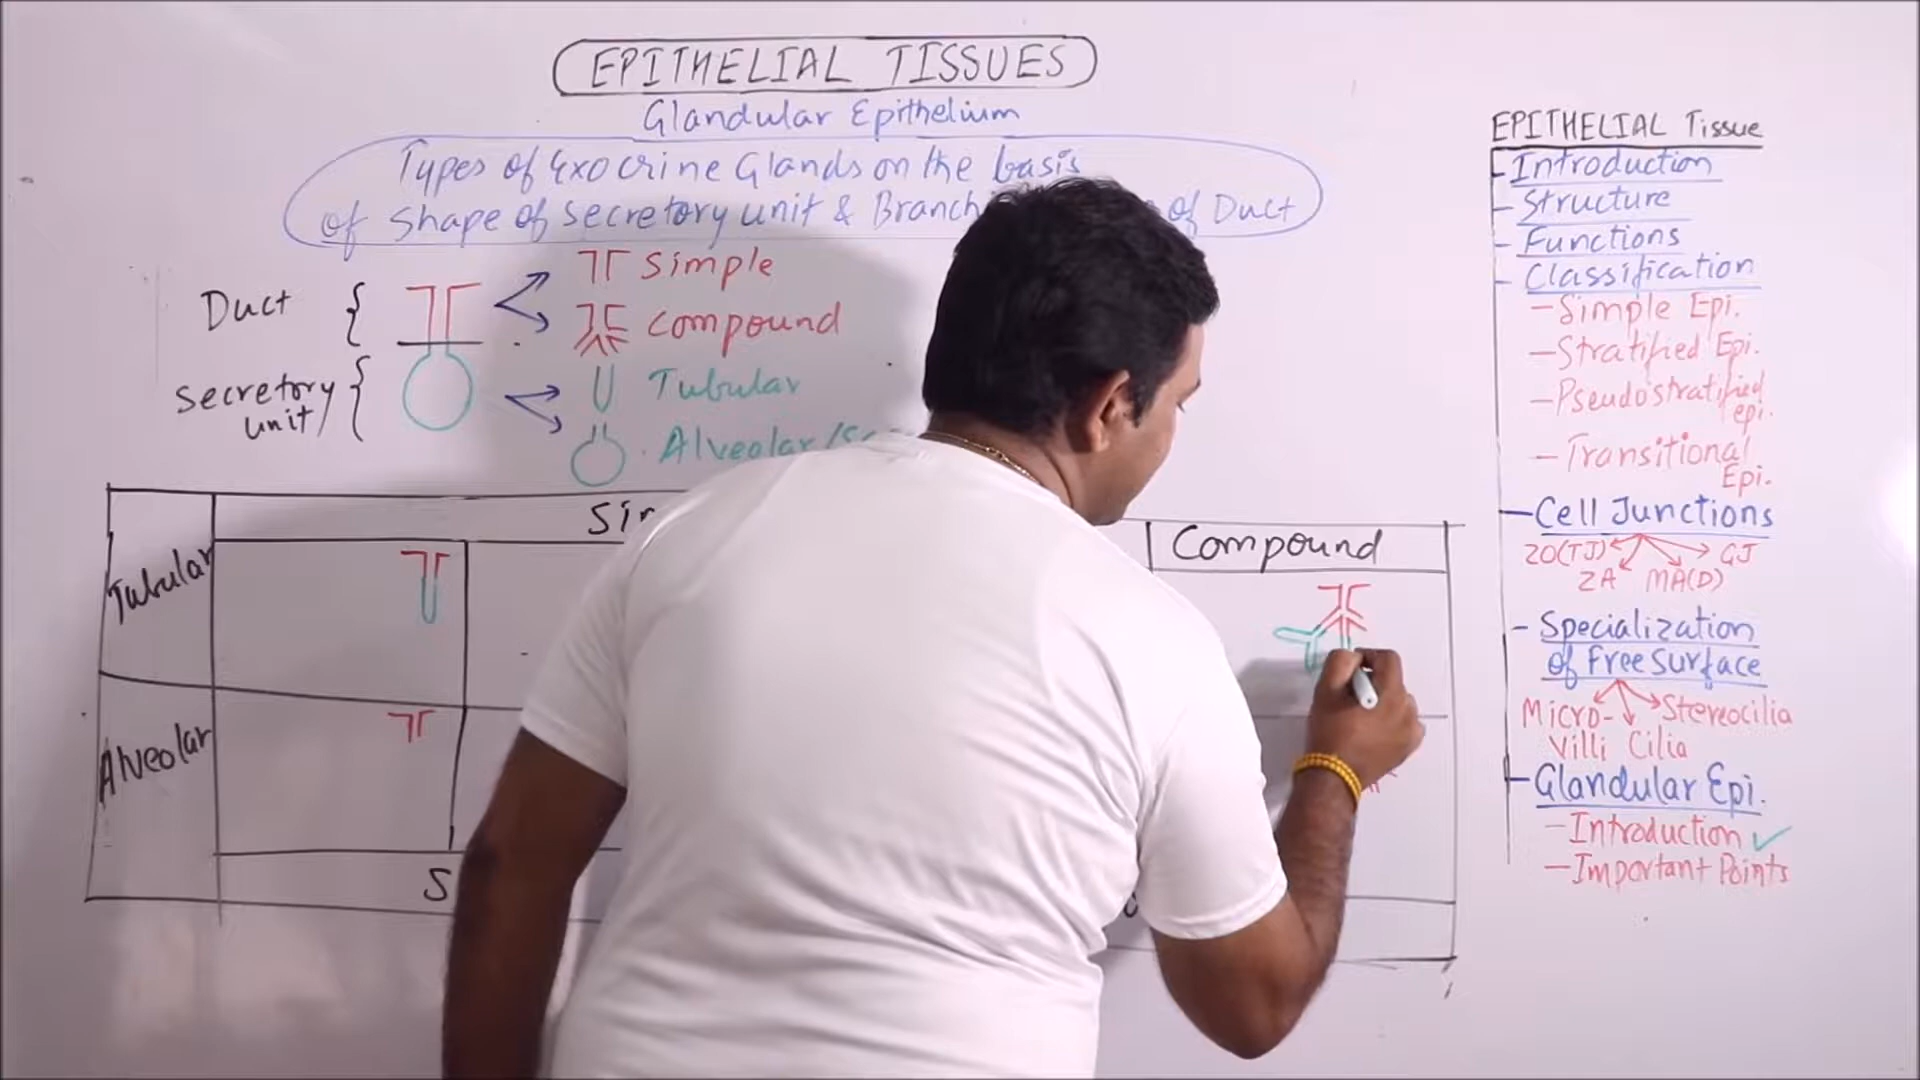 EPITHELIAL TISSUES
Glandular Epithelium
Types of Exocrine Glands on the basis
of Shape of secretory unit & Branch of Duct
Duct
Simple
Compound
Secretory
unit
Tubular
Alveolar/
Compound
Tubular
Alveolar
EPITHELIAL Tissue
- Introduction
- Structure
- Functions
- Classification
- Simple Epi.
- Stratified Epi.
- Pseudostratified
epi.
- Transitional
Epi.
- Cell Junctions
ZO(TJ) GJ
ZA MA(D)
- Specialization
of Free Surface
Micro- Stereocilia
Villi Cilia
- Glandular Epi.
- Introduction ✓
- Important Points